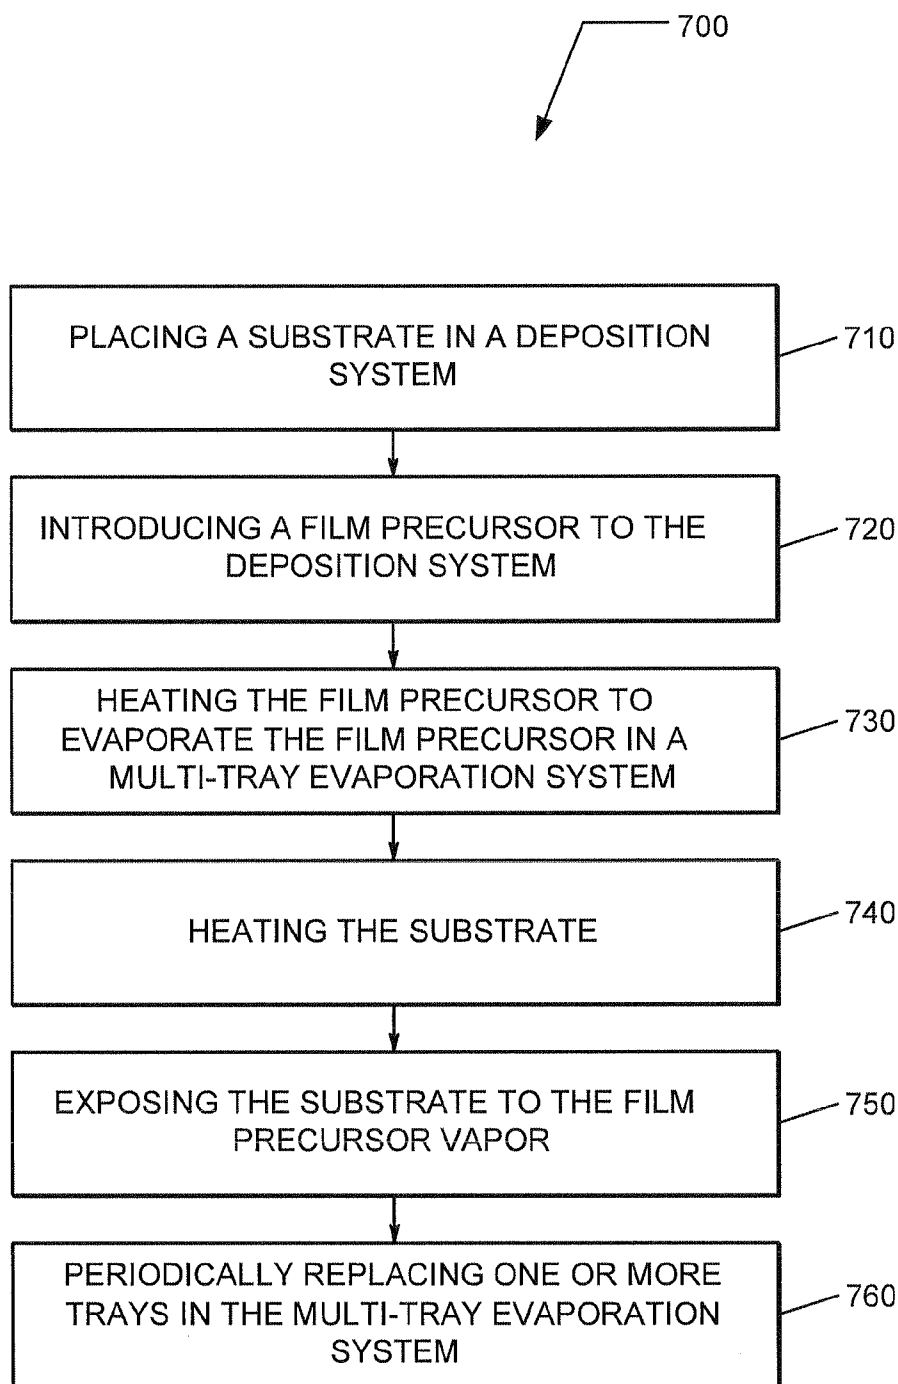 700
PLACING A SUBSTRATE IN A DEPOSITION
SYSTEM
710
INTRODUCING A FILM PRECURSOR TO THE
DEPOSITION SYSTEM
720
HEATING THE FILM PRECURSOR TO
EVAPORATE THE FILM PRECURSOR IN A
MULTI-TRAY EVAPORATION SYSTEM
730
HEATING THE SUBSTRATE
740
EXPOSING THE SUBSTRATE TO THE FILM
PRECURSOR VAPOR
750
PERIODICALLY REPLACING ONE OR MORE
TRAYS IN THE MULTI-TRAY EVAPORATION
SYSTEM
760